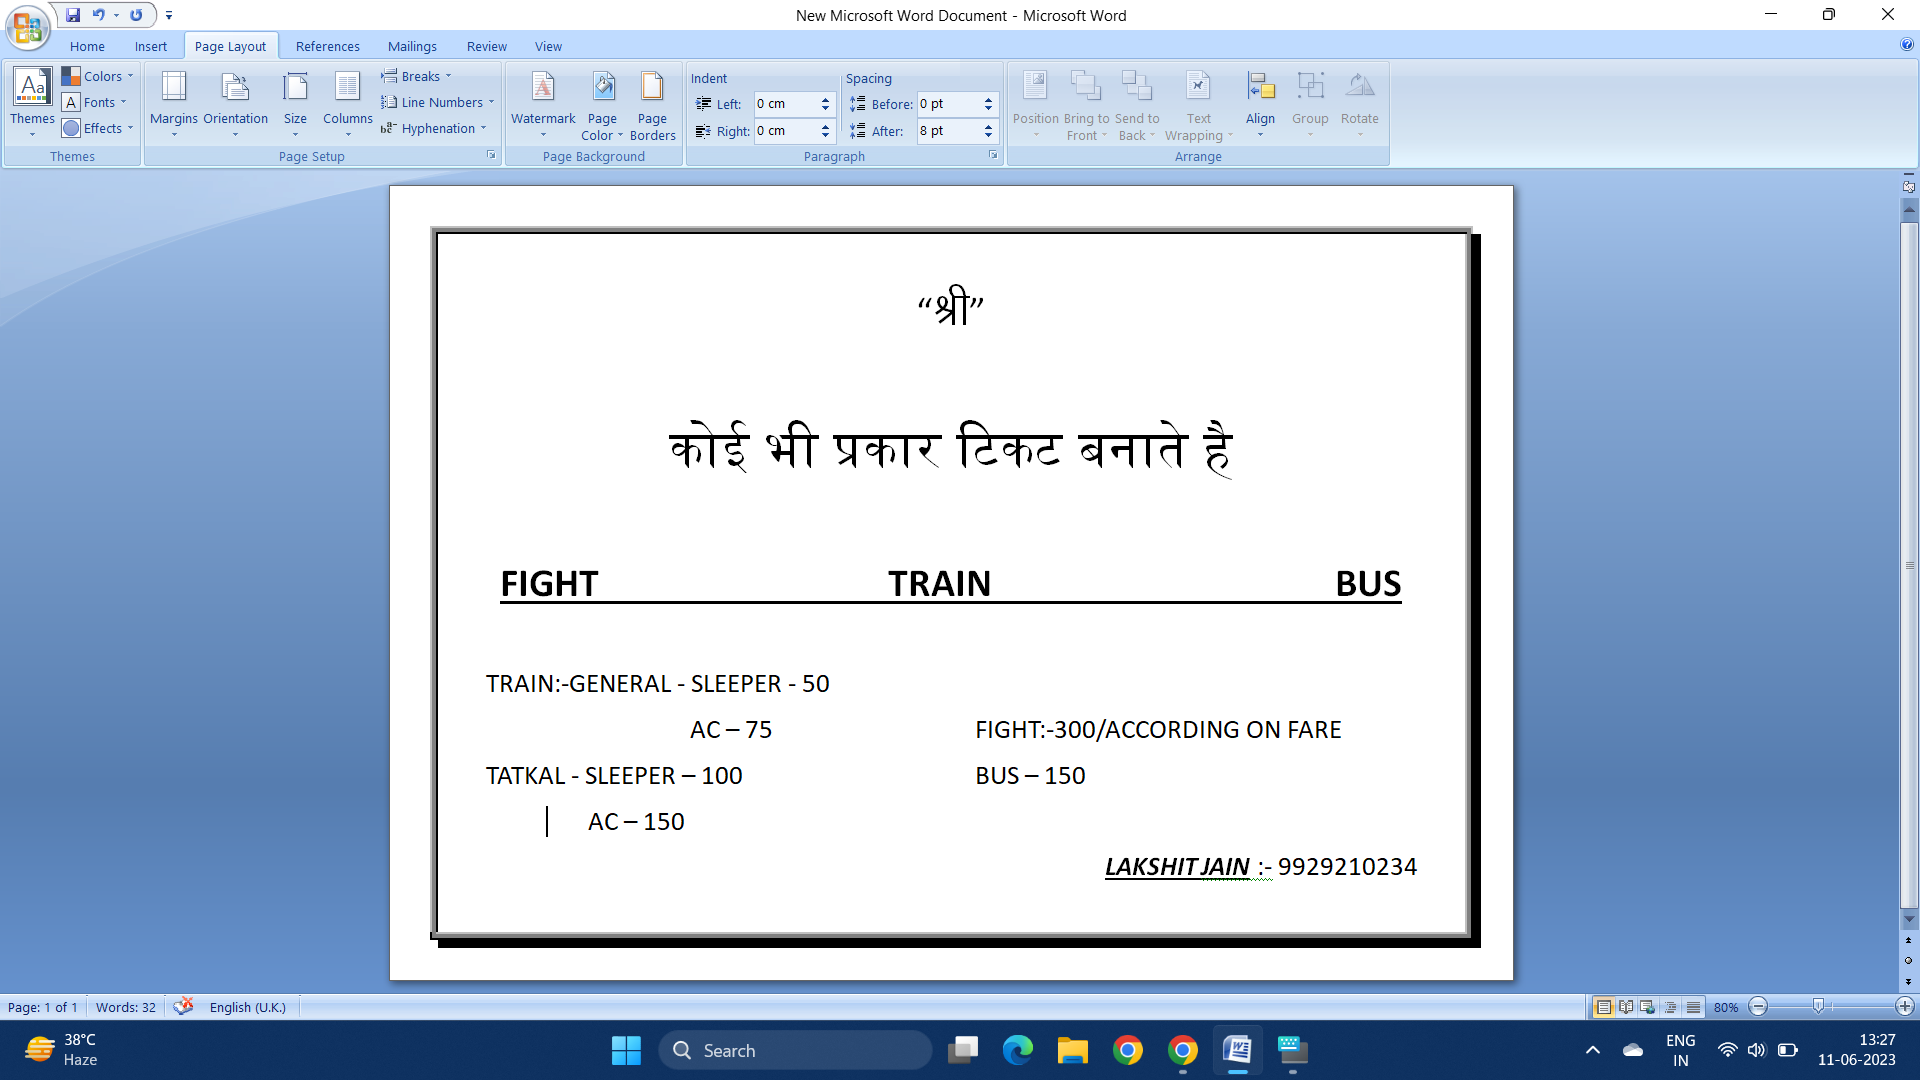 New Microsoft Word Document - Microsoft Word
Home Insert Page Layout References Mailings Review View
Themes Colors Fonts Effects
Themes
Margins Orientation Size Columns Breaks Line Numbers Hyphenation
Page Setup
Watermark Page Color Page Borders
Page Background
Indent Spacing
Left: 0 cm Before: 0 pt
Right: 0 cm After: 8 pt
Paragraph
Position Bring to Front Send to Back Text Wrapping Align Group Rotate
Arrange
“श्री”
कोई भी प्रकार टिकट बनाते है
FIGHT TRAIN BUS
TRAIN:-GENERAL - SLEEPER - 50
AC – 75 FIGHT:-300/ACCORDING ON FARE
TATKAL - SLEEPER – 100 BUS – 150
AC – 150
LAKSHIT JAIN :- 9929210234
Page: 1 of 1 Words: 32 English (U.K.) 80%
38°C
Haze
Search
ENG
IN
13:27
11-06-2023